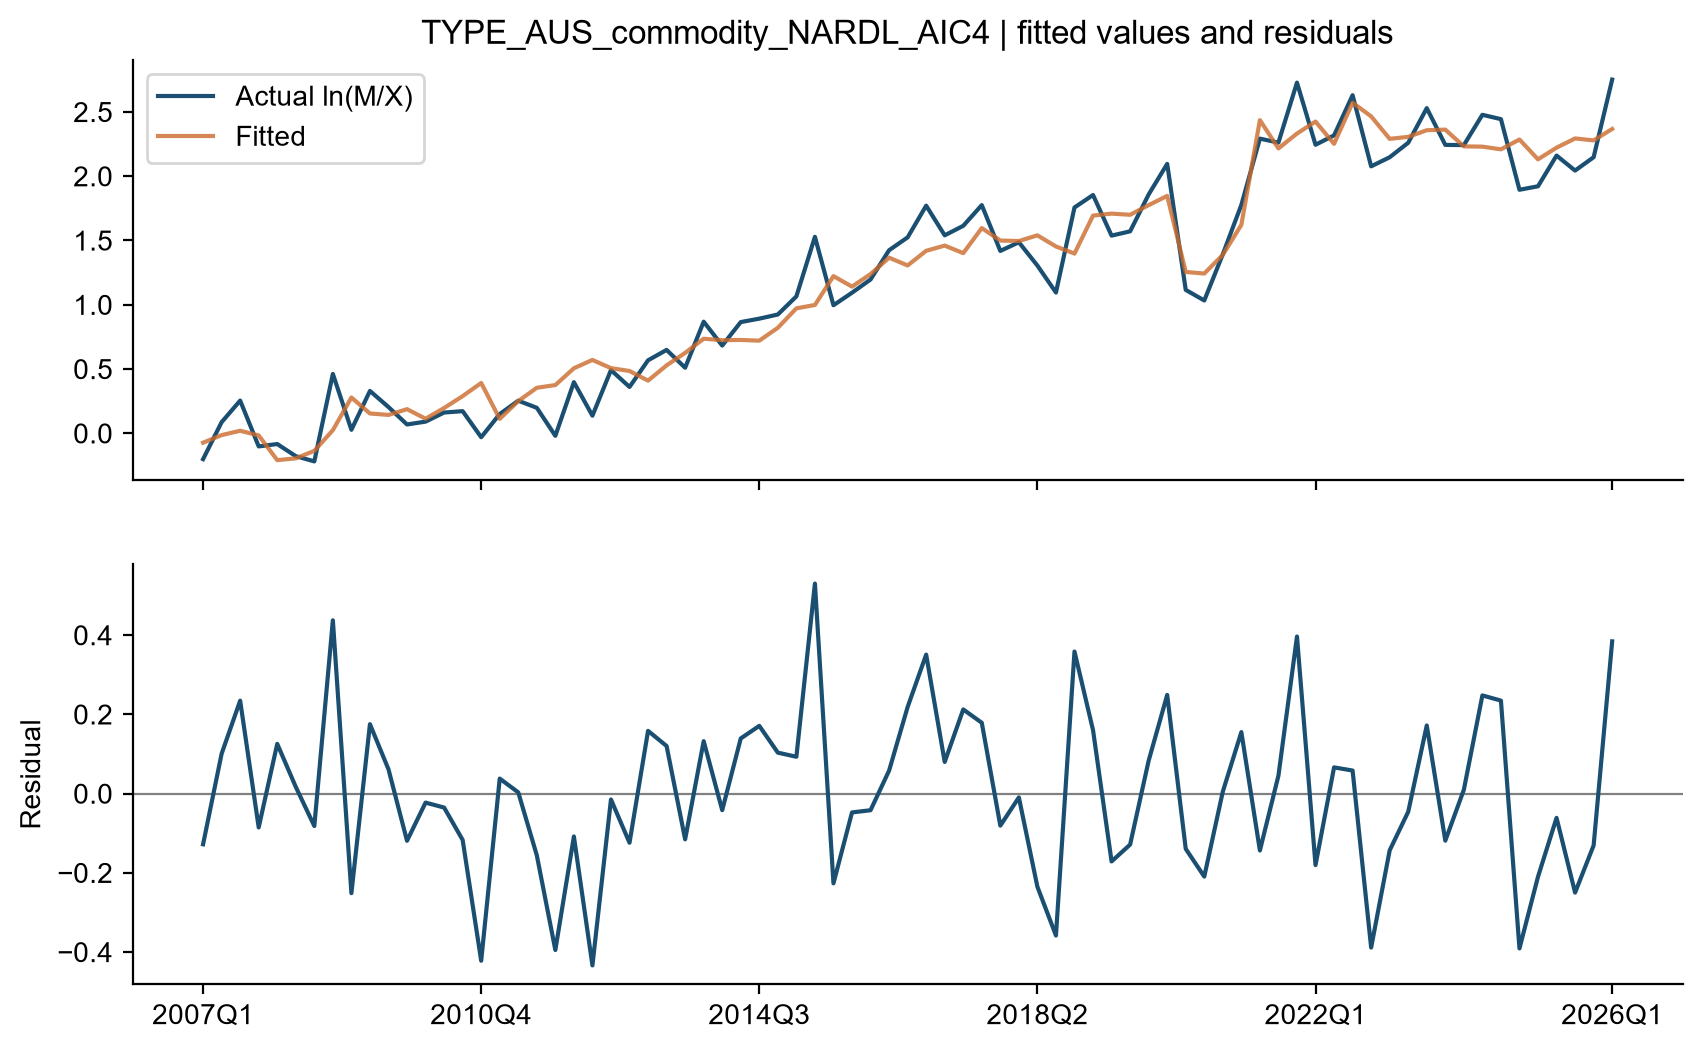 TYPE_AUS_commodity_NARDL_AIC4 | fitted values and residuals
Actual ln(M/X)
Fitted
2.5
2.0
1.5
1.0
0.5
0.0
Residual
0.4
0.2
0.0
−0.2
−0.4
2007Q1 2010Q4 2014Q3 2018Q2 2022Q1 2026Q1